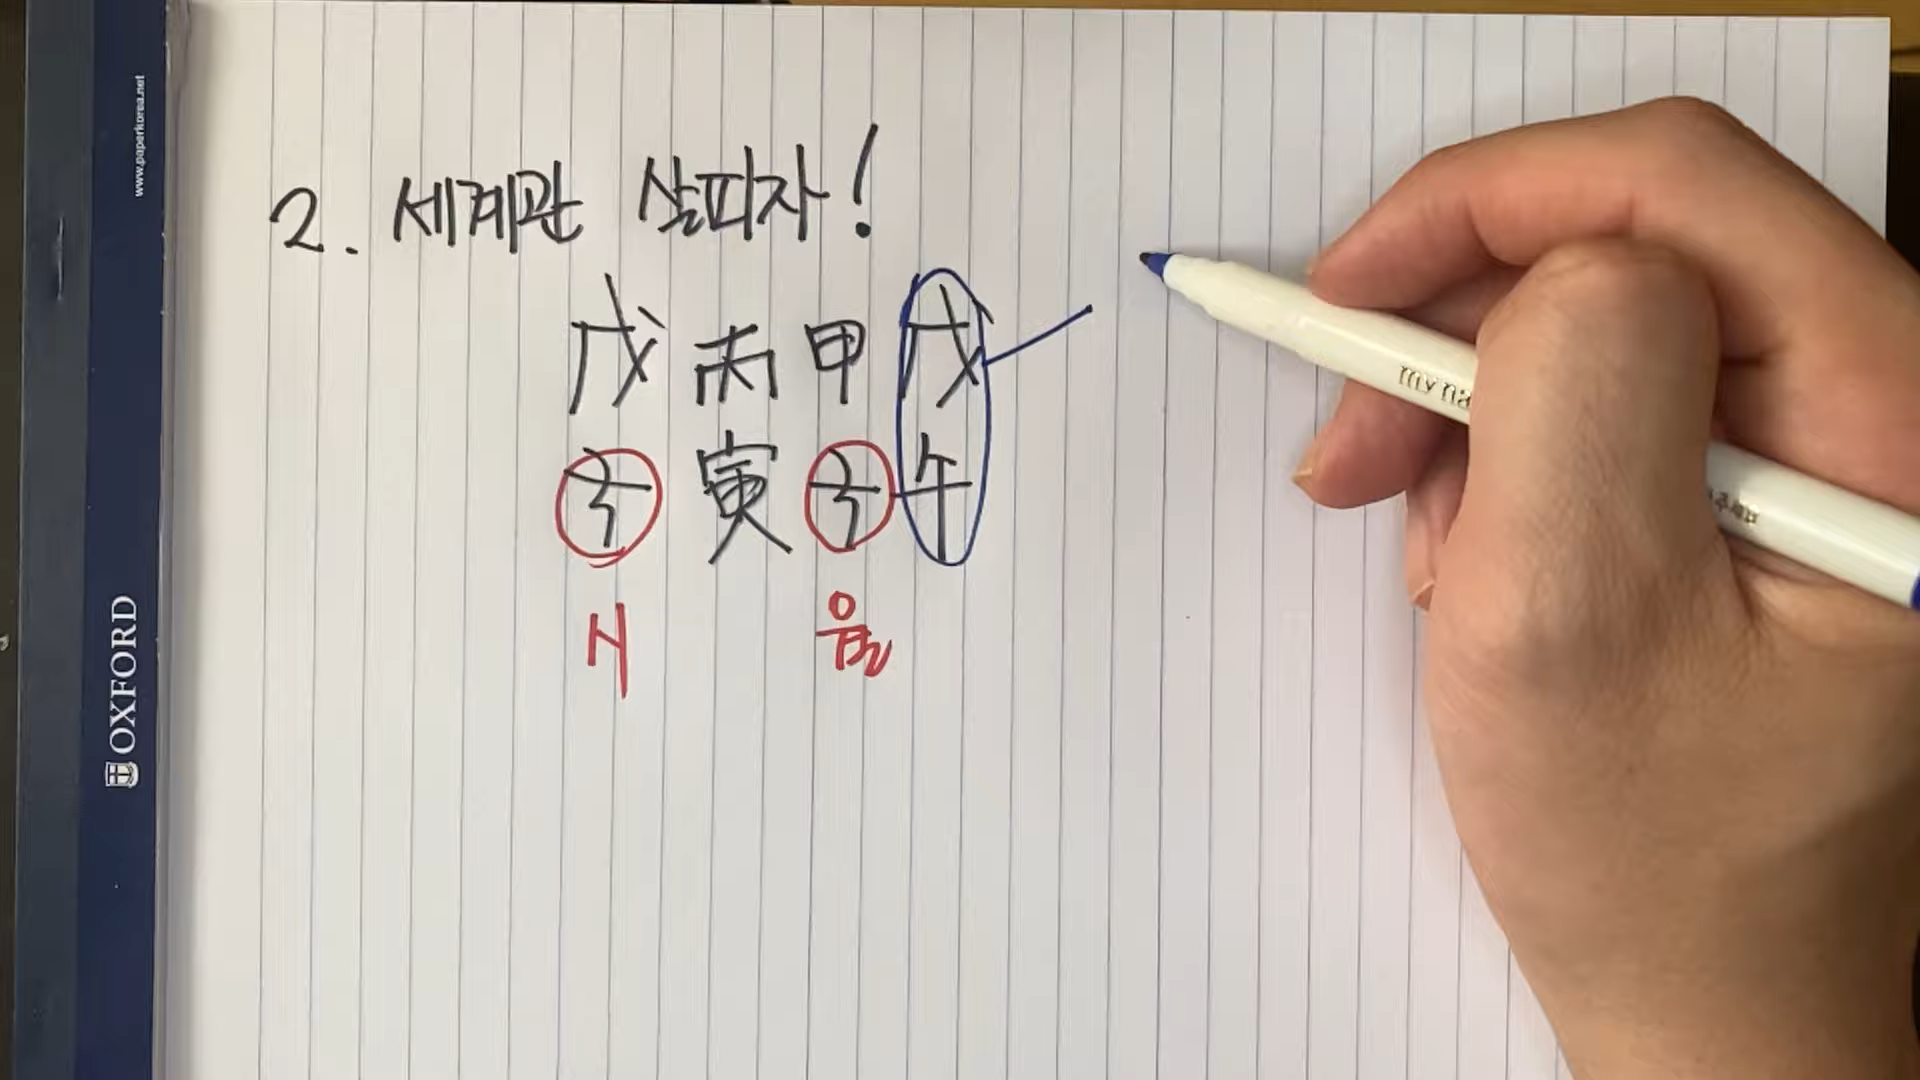 2. 세계관 살피자!
戊 丙 甲 戊
子 寅 子 午
시 월
OXFORD
www.paperkorea.net
my na